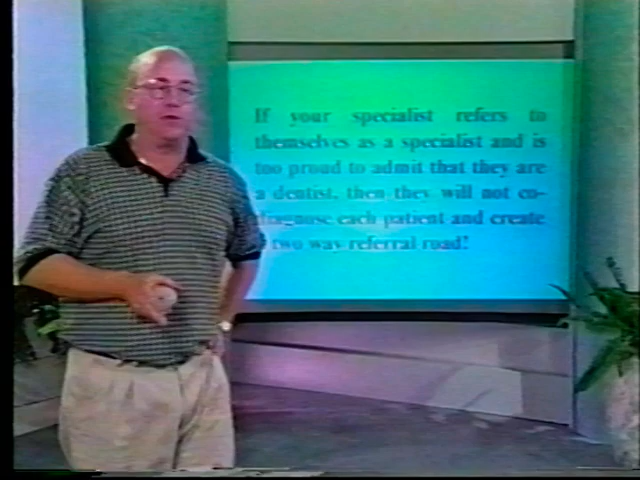 If your specialist refers to
themselves as a specialist and is
too proud to admit that they are
a dentist, then they will not co-
diagnose each patient and create
two way referral road!